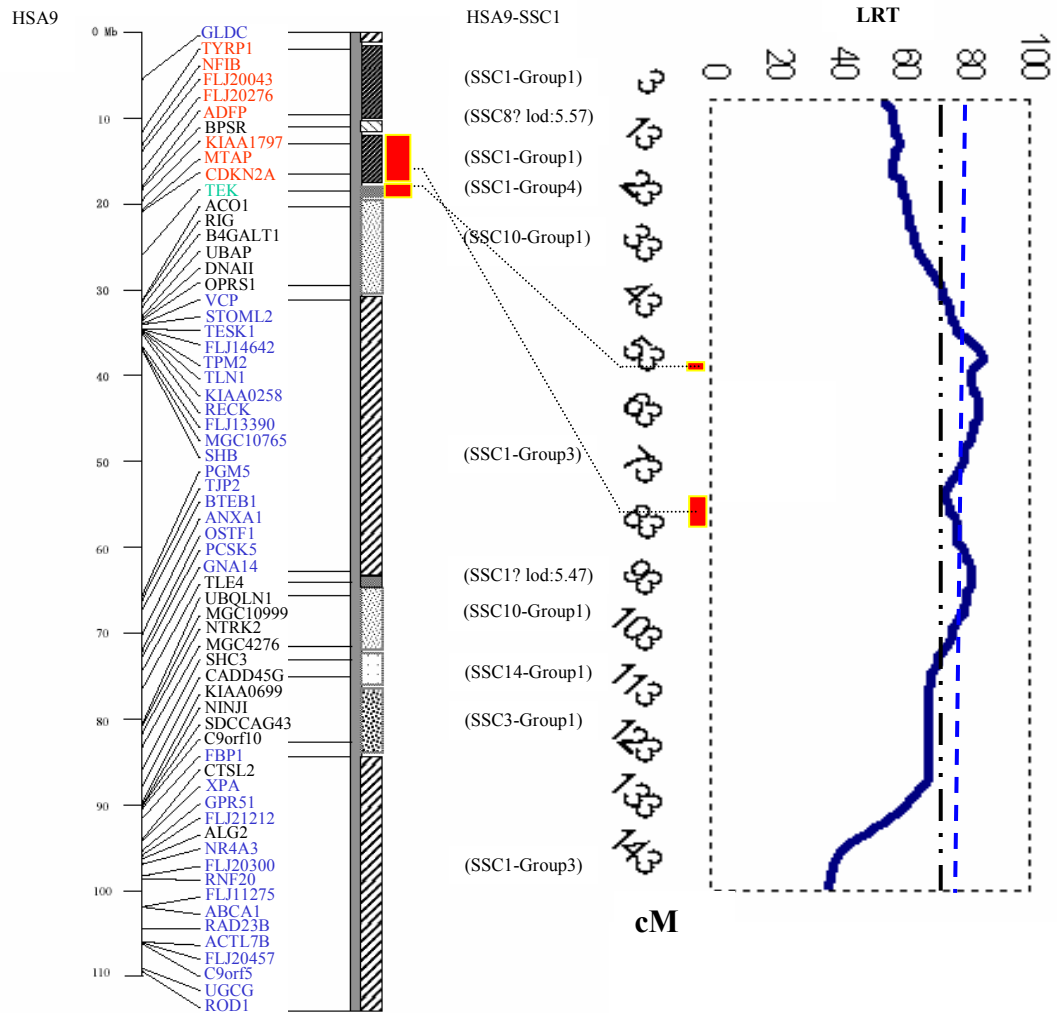 HSA9
HSA9-SSC1
LRT
0 Mb
10
20
30
40
50
60
70
80
90
100
110
GLDC
TYRP1
NFIB
FLJ20043
FLJ20276
ADFP
BPSR
KIAA1797
MTAP
CDKN2A
TEK
ACO1
RIG
B4GALT1
UBAP
DNAII
OPRS1
VCP
STOML2
TESK1
FLJ14642
TPM2
TLN1
KIAA0258
RECK
FLJ13390
MGC10765
SHB
PGM5
TJP2
BTEB1
ANXA1
OSTF1
PCSK5
GNA14
TLE4
UBQLN1
MGC10999
NTRK2
MGC4276
SHC3
CADD45G
KIAA0699
NINJI
SDCCAG43
C9orf10
FBP1
CTSL2
XPA
GPR51
FLJ21212
ALG2
NR4A3
FLJ20300
RNF20
FLJ11275
ABCA1
RAD23B
ACTL7B
FLJ20457
C9orf5
UGCG
ROD1
(SSC1-Group1)
(SSC8? lod:5.57)
(SSC1-Group1)
(SSC1-Group4)
(SSC10-Group1)
(SSC1-Group3)
(SSC1? lod:5.47)
(SSC10-Group1)
(SSC14-Group1)
(SSC3-Group1)
(SSC1-Group3)
0 20 40 60 80 100
3
13
23
33
43
53
63
73
83
93
103
113
123
133
143
cM